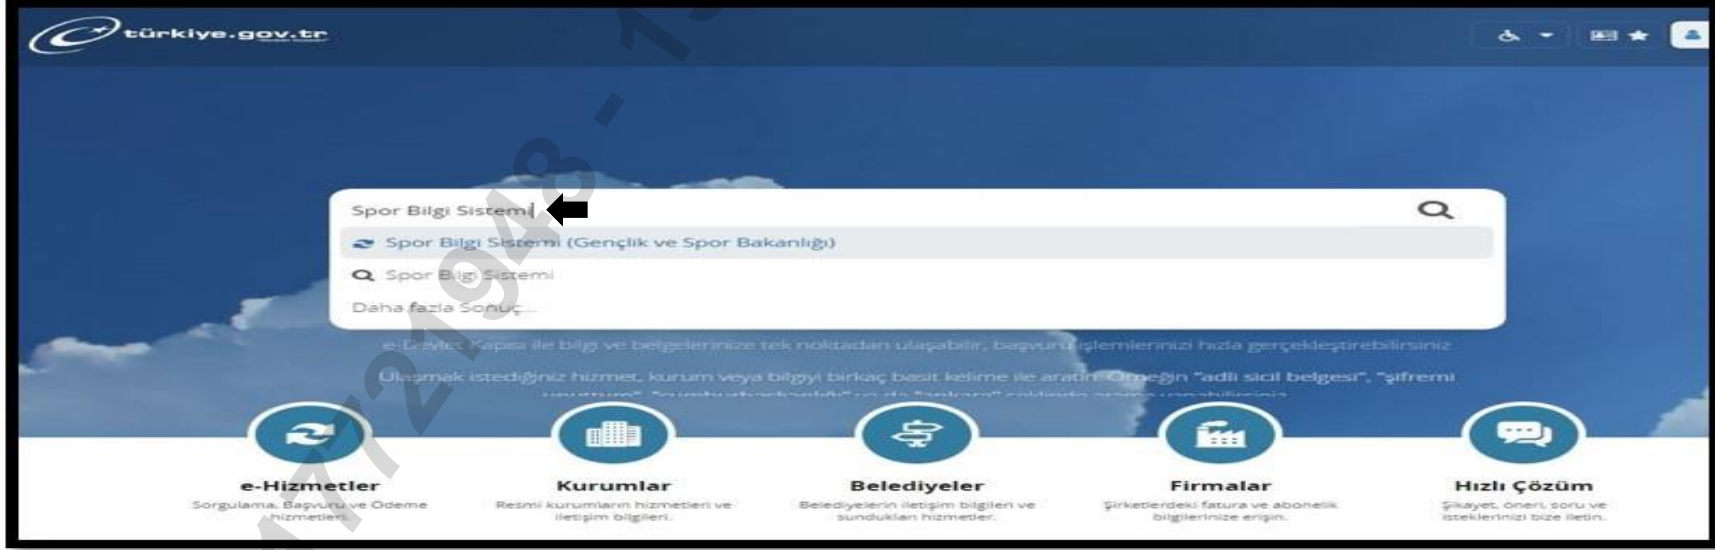 türkiye.gov.tr
Spor Bilgi Sistemi
Spor Bilgi Sistemi (Gençlik ve Spor Bakanlığı)
Spor Bilgi Sistemi
Daha fazla Sonuç...
e-Devlet Kapısı ile bilgi ve belgelerinize tek noktadan ulaşabilir, başvuru işlemlerinizi hızla gerçekleştirebilirsiniz
Ulaşmak istediğiniz hizmet, kurum veya bilgiyi birkaç basit kelime ile aratın. Örneğin "adli sicil belgesi", "şifremi
e-Hizmetler
Sorgulama, Başvuru ve Ödeme
hizmetleri.
Kurumlar
Resmi kurumların hizmetleri ve
iletişim bilgileri.
Belediyeler
Belediyelerin iletişim bilgileri ve
sundukları hizmetler.
Firmalar
Şirketlerdeki fatura ve abonelik
bilgilerinize erişin.
Hızlı Çözüm
Şikayet, öneri, soru ve
isteklerinizi bize iletin.